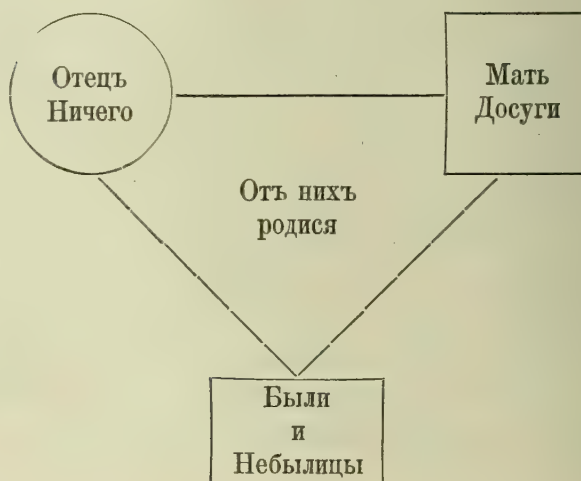 Отецъ
Ничего
Мать
Досуги
Отъ нихъ
родися
Были
и
Небылицы